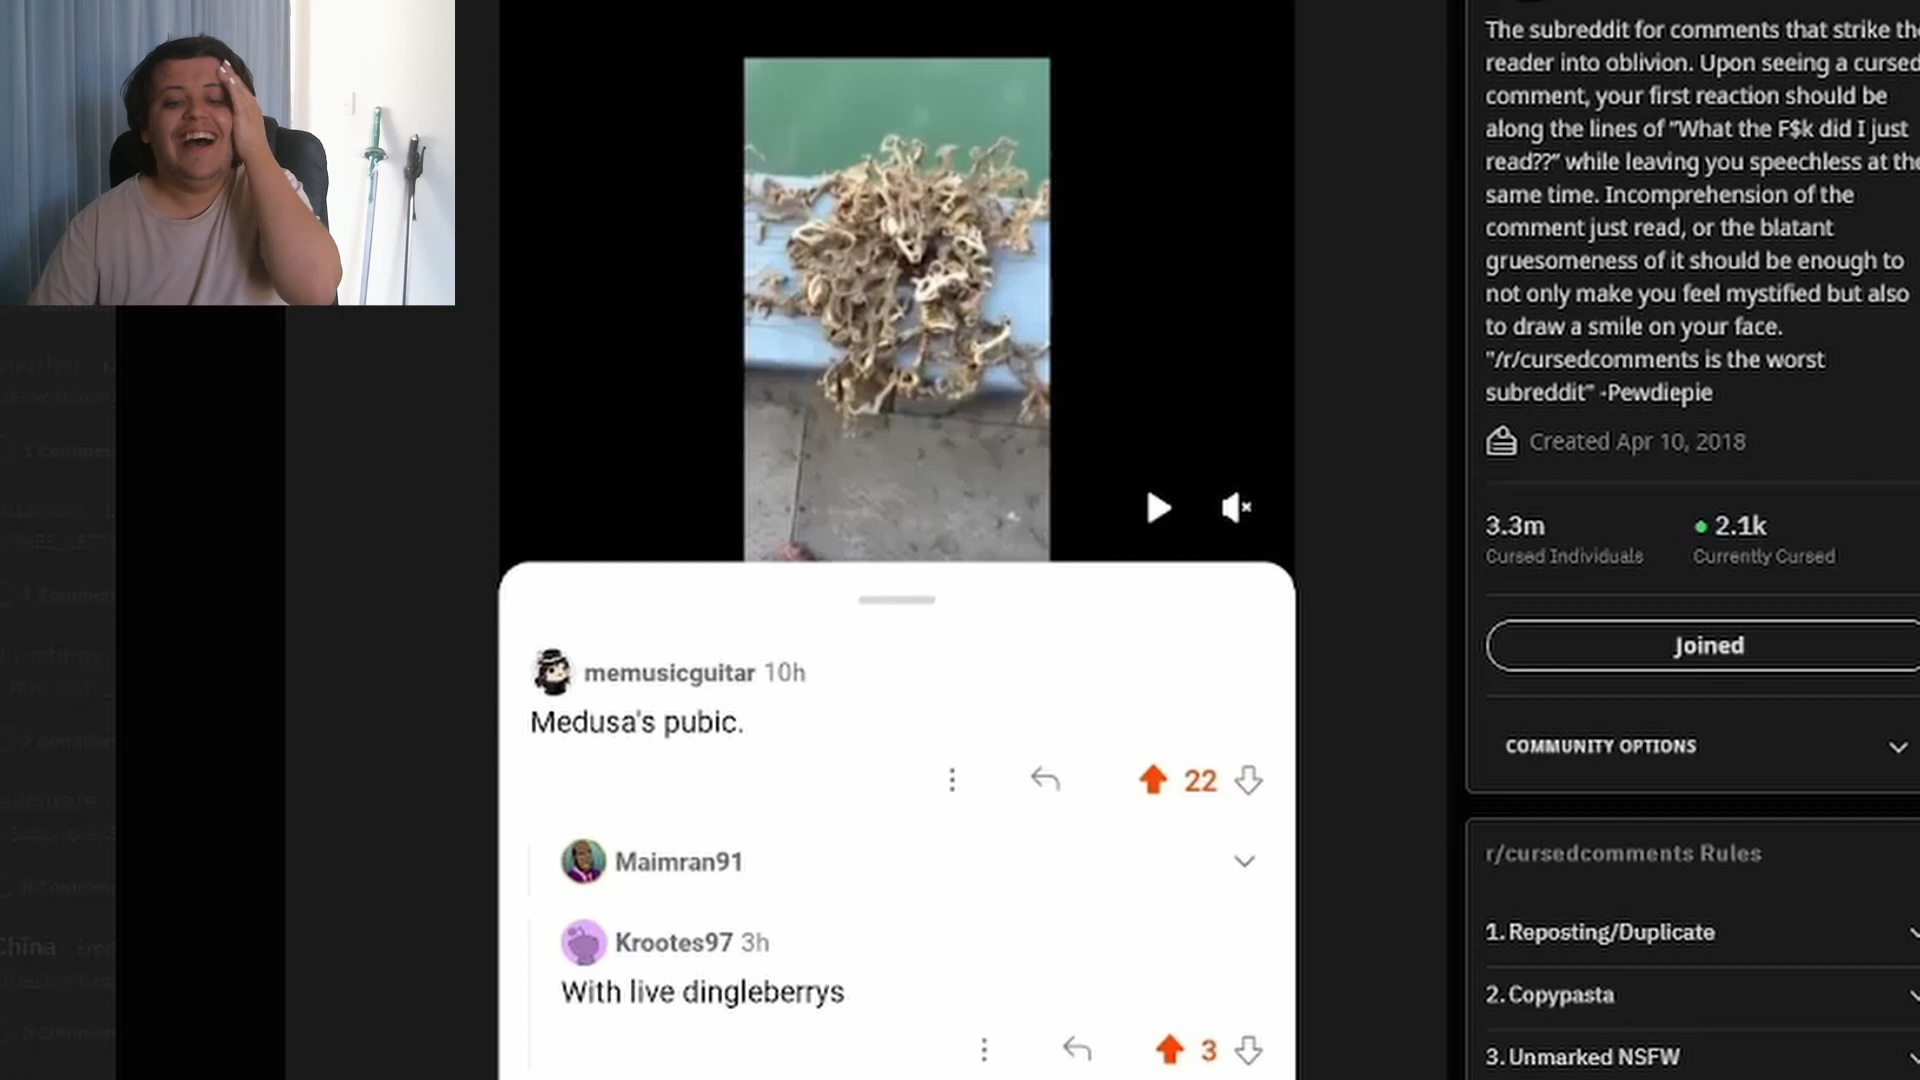 memusicguitar 10h
Medusa's pubic.
22
Maimran91
Krootes97 3h
With live dingleberrys
3
The subreddit for comments that strike the
reader into oblivion. Upon seeing a cursed
comment, your first reaction should be
along the lines of "What the F$k did I just
read??" while leaving you speechless at the
same time. Incomprehension of the
comment just read, or the blatant
gruesomeness of it should be enough to
not only make you feel mystified but also
to draw a smile on your face.
"/r/cursedcomments is the worst
subreddit" -Pewdiepie
Created Apr 10, 2018
3.3m 2.1k
Cursed Individuals Currently Cursed
Joined
COMMUNITY OPTIONS
r/cursedcomments Rules
1. Reposting/Duplicate
2. Copypasta
3. Unmarked NSFW
China